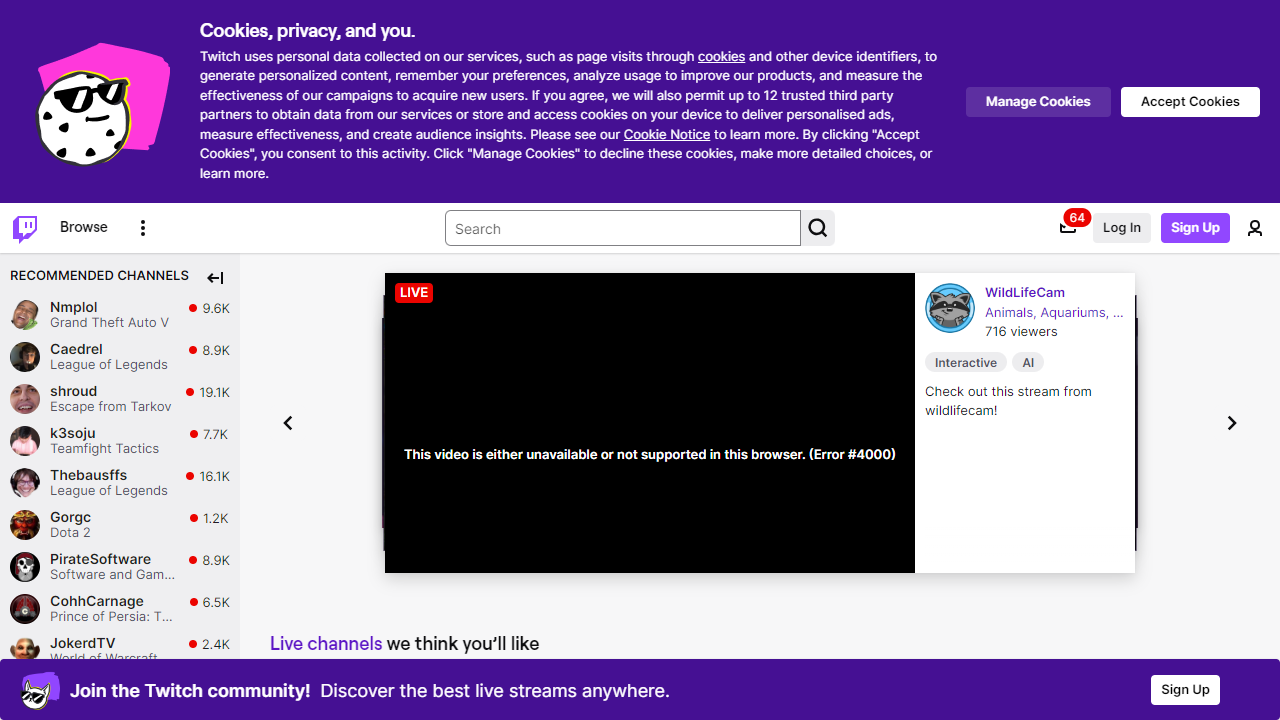 Cookies, privacy, and you.
Twitch uses personal data collected on our services, such as page visits through cookies and other device identifiers, to
generate personalized content, remember your preferences, analyze usage to improve our products, and measure the
effectiveness of our campaigns to acquire new users. If you agree, we will also permit up to 12 trusted third party
partners to obtain data from our services or store and access cookies on your device to deliver personalised ads,
measure effectiveness, and create audience insights. Please see our Cookie Notice to learn more. By clicking "Accept
Cookies", you consent to this activity. Click "Manage Cookies" to decline these cookies, make more detailed choices, or
learn more.
Manage Cookies
Accept Cookies
Browse
Search
64
Log In
Sign Up
RECOMMENDED CHANNELS
Nmplol
9.6K
Grand Theft Auto V
Caedrel
8.9K
League of Legends
shroud
19.1K
Escape from Tarkov
k3soju
7.7K
Teamfight Tactics
Thebausffs
16.1K
League of Legends
Gorgc
1.2K
Dota 2
PirateSoftware
8.9K
Software and Gam...
CohhCarnage
6.5K
Prince of Persia: T...
JokerdTV
2.4K
World of Warcraft
LIVE
This video is either unavailable or not supported in this browser. (Error #4000)
WildLifeCam
Animals, Aquariums, ...
716 viewers
Interactive
AI
Check out this stream from
wildlifecam!
Live channels we think you'll like
Join the Twitch community! Discover the best live streams anywhere.
Sign Up